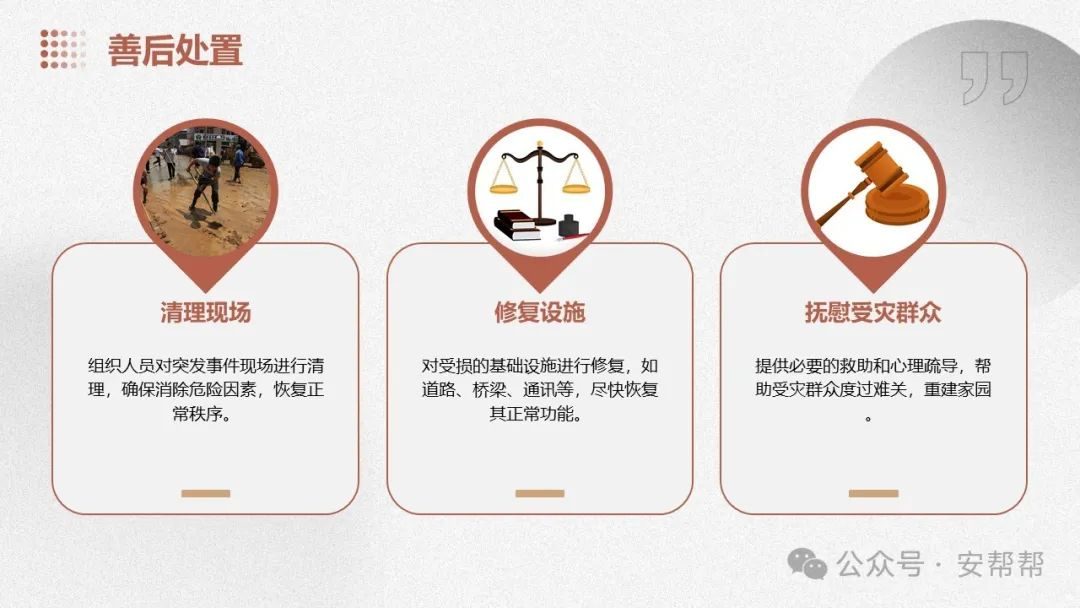 善后处置
清理现场
组织人员对突发事件现场进行清
理，确保消除危险因素，恢复正
常秩序。
修复设施
对受损的基础设施进行修复，如
道路、桥梁、通讯等，尽快恢复
其正常功能。
抚慰受灾群众
提供必要的救助和心理疏导，帮
助受灾群众度过难关，重建家园
。
公众号·安帮帮